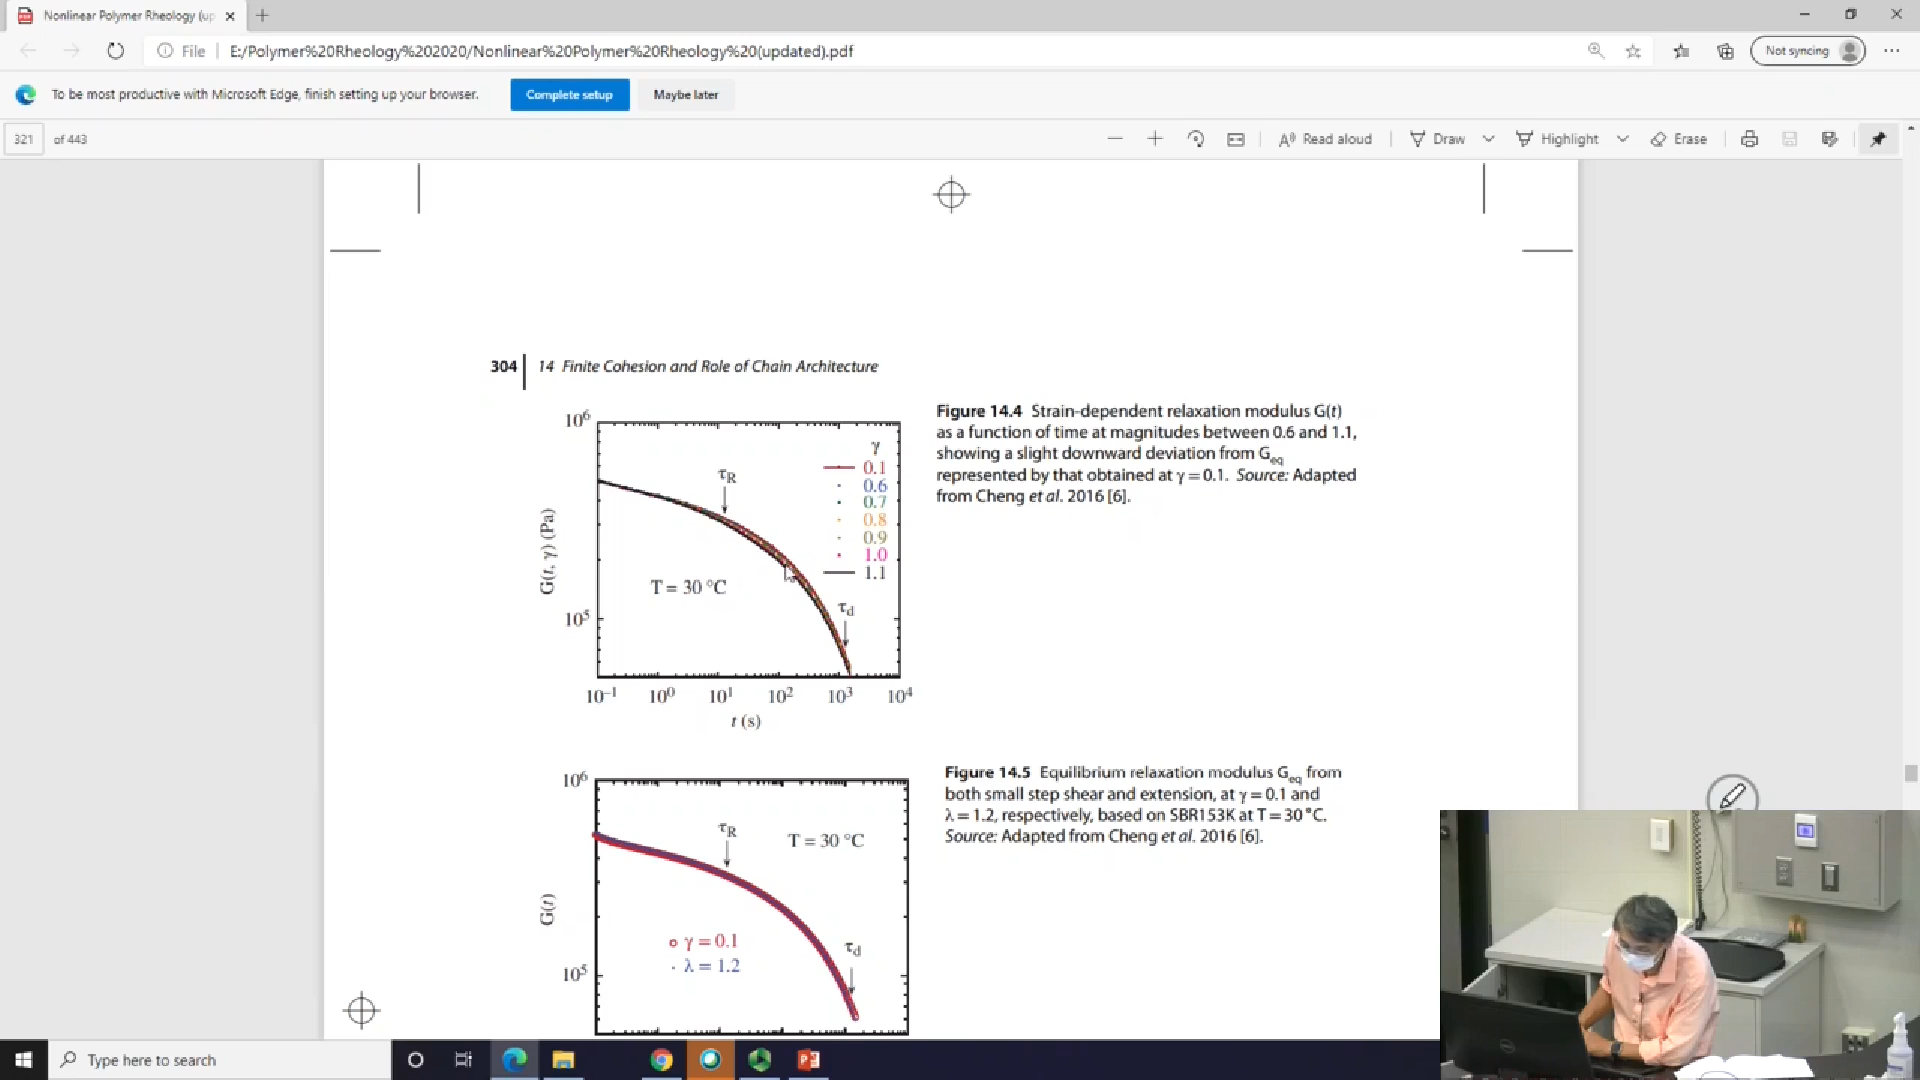 Nonlinear Polymer Rheology (up
File
E:/Polymer%20Rheology%202020/Nonlinear%20Polymer%20Rheology%20(updated).pdf
Not syncing
To be most productive with Microsoft Edge, finish setting up your browser.
Complete setup
Maybe later
321 of 443
Read aloud
Draw
Highlight
Erase
304 14 Finite Cohesion and Role of Chain Architecture
Figure 14.4 Strain-dependent relaxation modulus G(t)
as a function of time at magnitudes between 0.6 and 1.1,
showing a slight downward deviation from Geq
represented by that obtained at γ = 0.1. Source: Adapted
from Cheng et al. 2016 [6].
10⁶
10⁵
G(t, γ) (Pa)
τR
τd
γ
0.1
0.6
0.7
0.8
0.9
1.0
1.1
T = 30 °C
10⁻¹ 10⁰ 10¹ 10² 10³ 10⁴
t (s)
Figure 14.5 Equilibrium relaxation modulus Geq from
both small step shear and extension, at γ = 0.1 and
λ = 1.2, respectively, based on SBR153K at T = 30 °C.
Source: Adapted from Cheng et al. 2016 [6].
10⁶
10⁵
G(t)
τR
T = 30 °C
γ = 0.1
λ = 1.2
τd
Type here to search